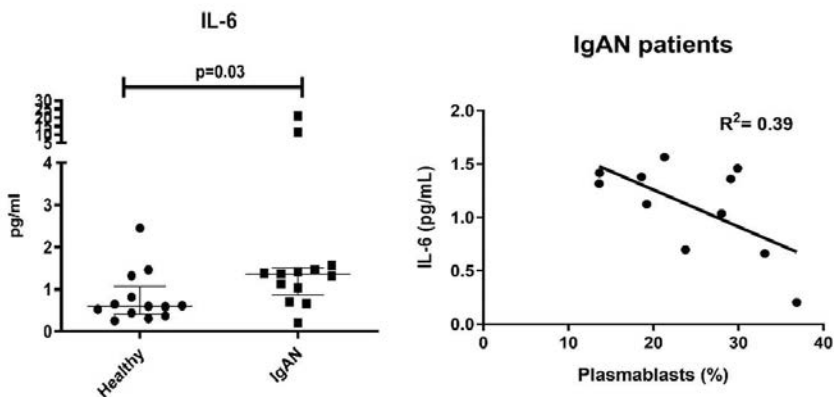 IL-6
p=0.03
30
25
20
15
10
5
4
3
2
1
0
pg/ml
Healthy
IgAN
IgAN patients
R²= 0.39
2.0
1.5
1.0
0.5
0.0
IL-6 (pg/mL)
0 10 20 30 40
Plasmablasts (%)